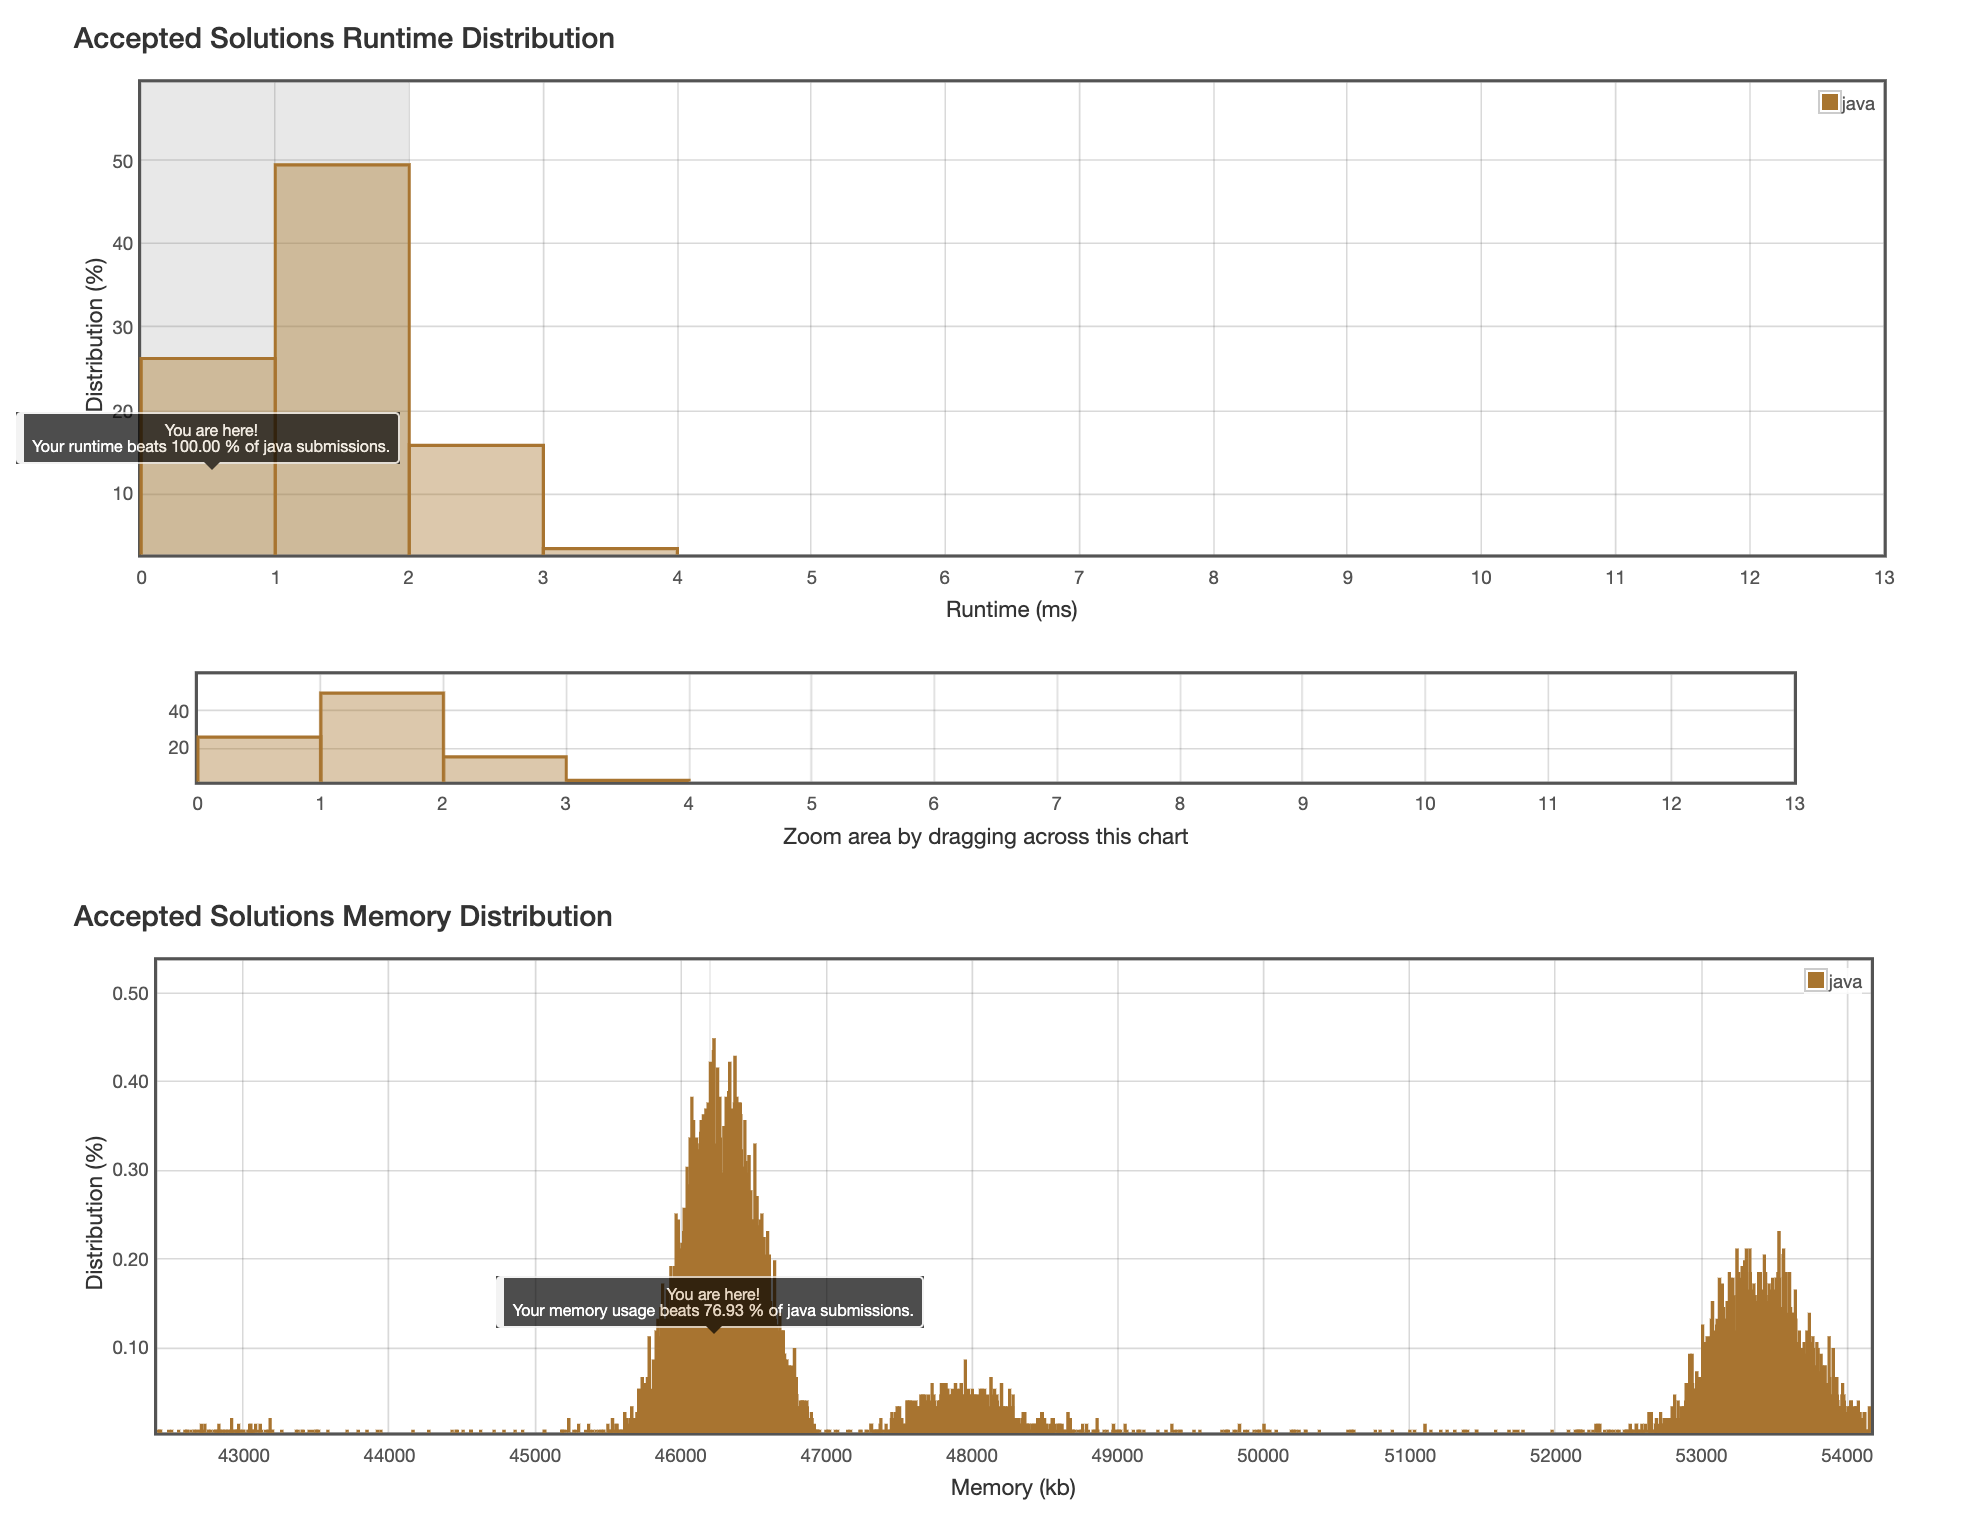 Accepted Solutions Runtime Distribution
java
50
40
30
20
10
Distribution (%)
You are here!
Your runtime beats 100.00 % of java submissions.
0 1 2 3 4 5 6 7 8 9 10 11 12 13
Runtime (ms)
40
20
0 1 2 3 4 5 6 7 8 9 10 11 12 13
Zoom area by dragging across this chart
Accepted Solutions Memory Distribution
java
0.50
0.40
0.30
0.20
0.10
Distribution (%)
You are here!
Your memory usage beats 76.93 % of java submissions.
43000 44000 45000 46000 47000 48000 49000 50000 51000 52000 53000 54000
Memory (kb)